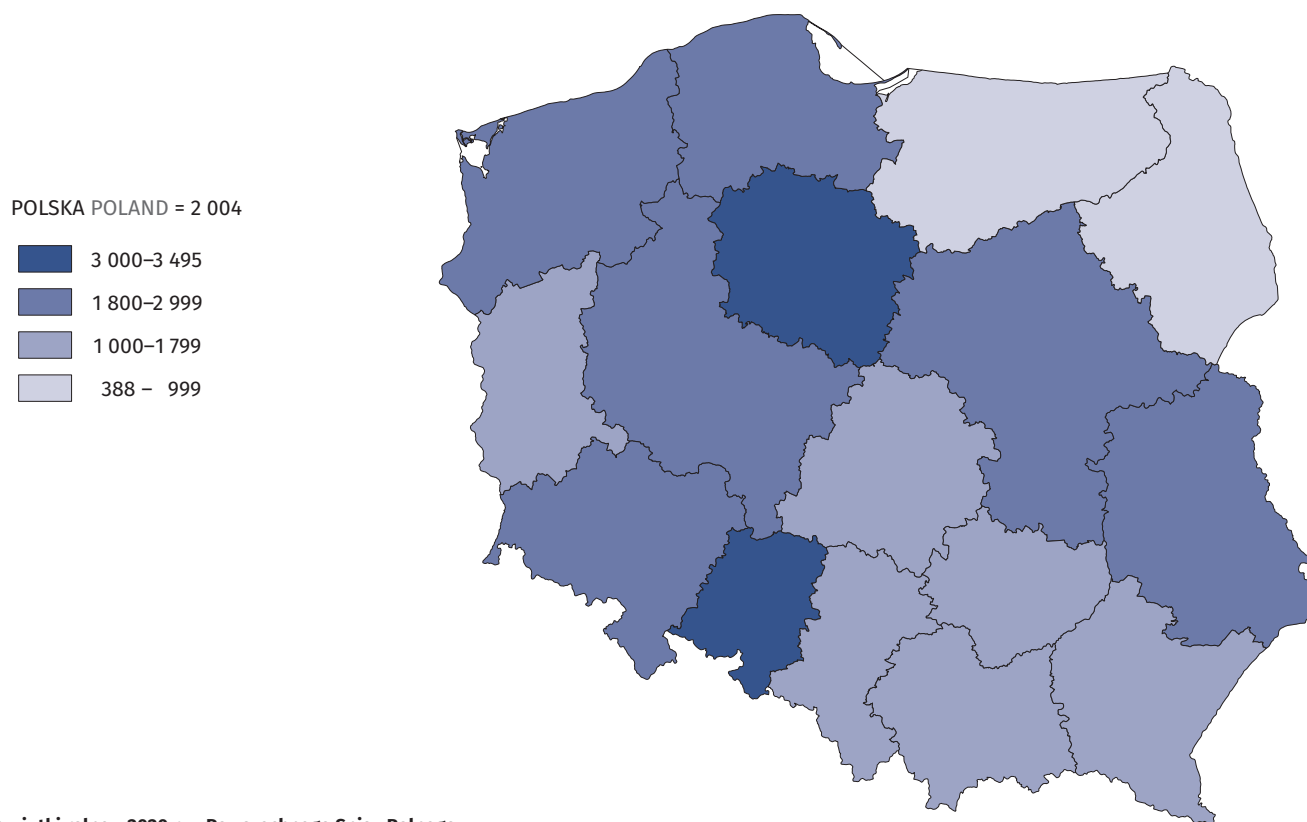 POLSKA POLAND = 2 004
3 000–3 495
1 800–2 999
1 000–1 799
388 – 999